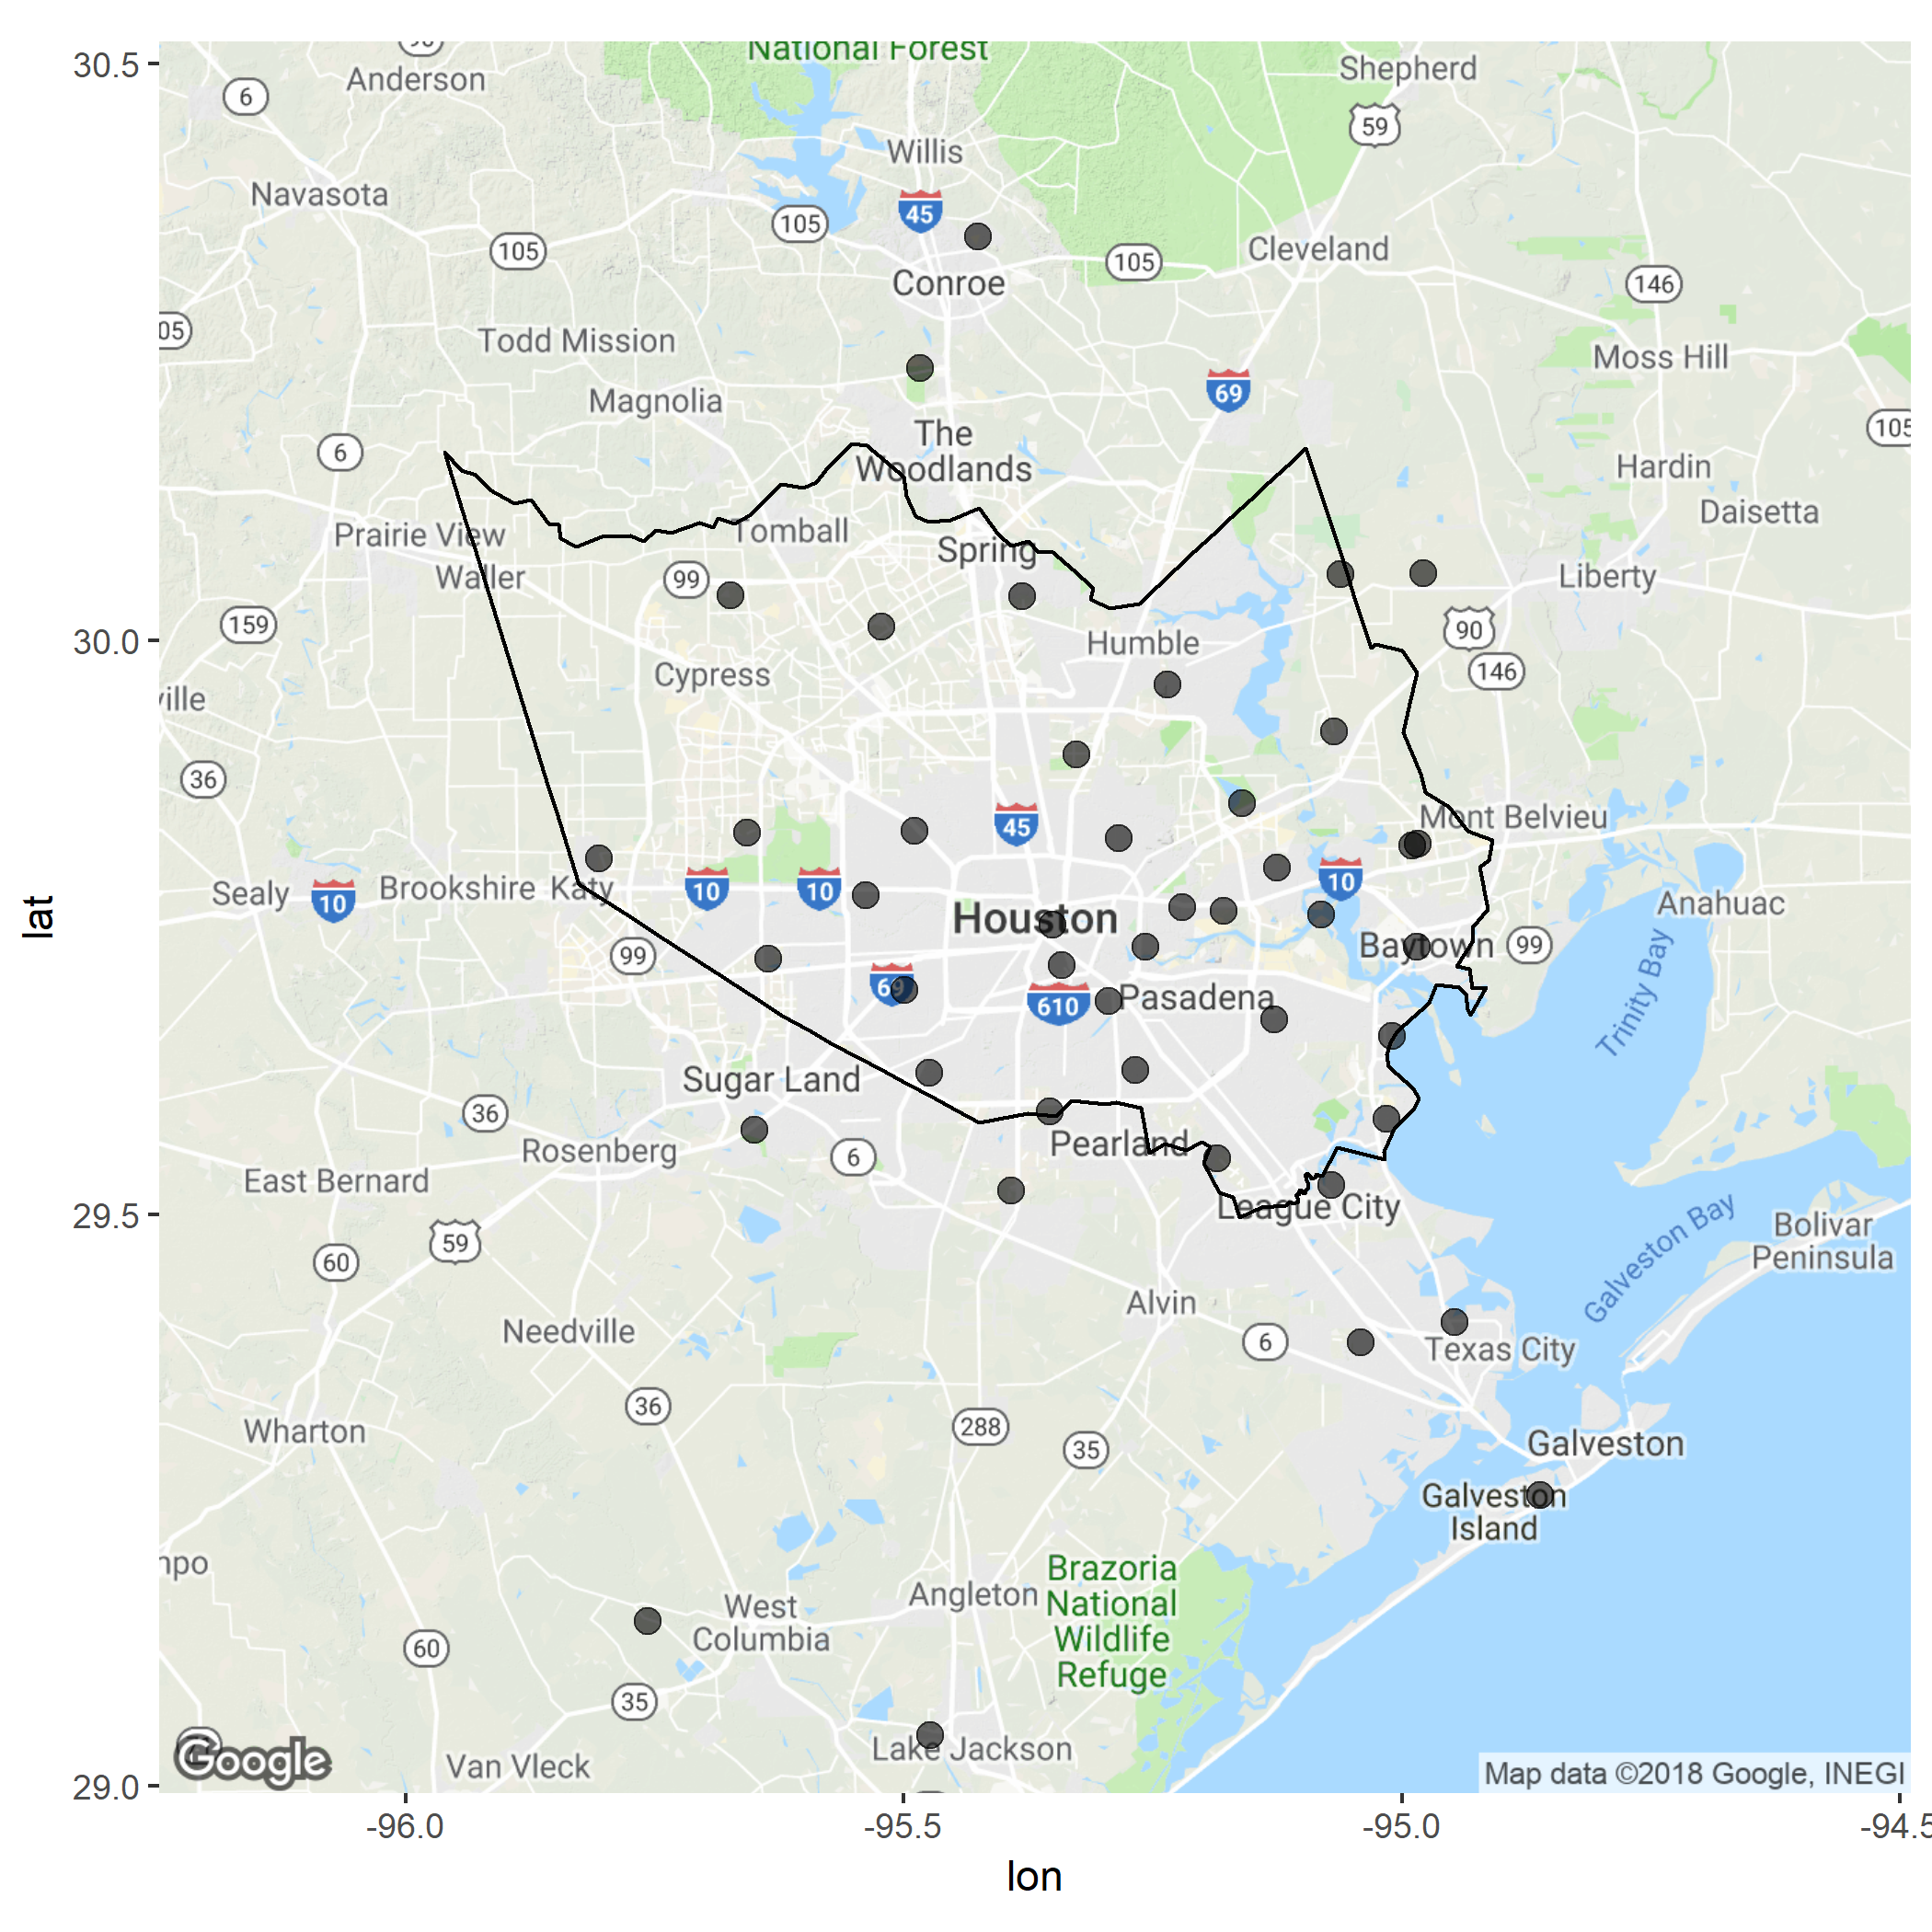 30.5
30.0
29.5
29.0
lat
-96.0
-95.5
-95.0
-94.5
lon
National Forest
Anderson
Shepherd
6
59
Willis
Navasota
45
105
105
105
Conroe
Cleveland
146
05
Todd Mission
Moss Hill
Magnolia
69
105
The
Woodlands
6
Hardin
Daisetta
Prairie View
Tomball
Spring
Waller
99
Liberty
159
90
Humble
146
Cypress
ville
36
45
Mont Belvieu
Sealy
10
Brookshire
Katy
10
10
10
Houston
Anahuac
99
Baytown
99
69
610
Pasadena
Trinity Bay
Sugar Land
36
Rosenberg
6
Pearland
East Bernard
League City
59
60
Galveston Bay
Bolivar
Peninsula
Alvin
Needville
6
Texas City
36
288
35
Wharton
Galveston
Galveston
Island
mpo
Brazoria
National
Wildlife
Refuge
West
Columbia
Angleton
60
35
Lake Jackson
Van Vleck
Google
Map data ©2018 Google, INEGI